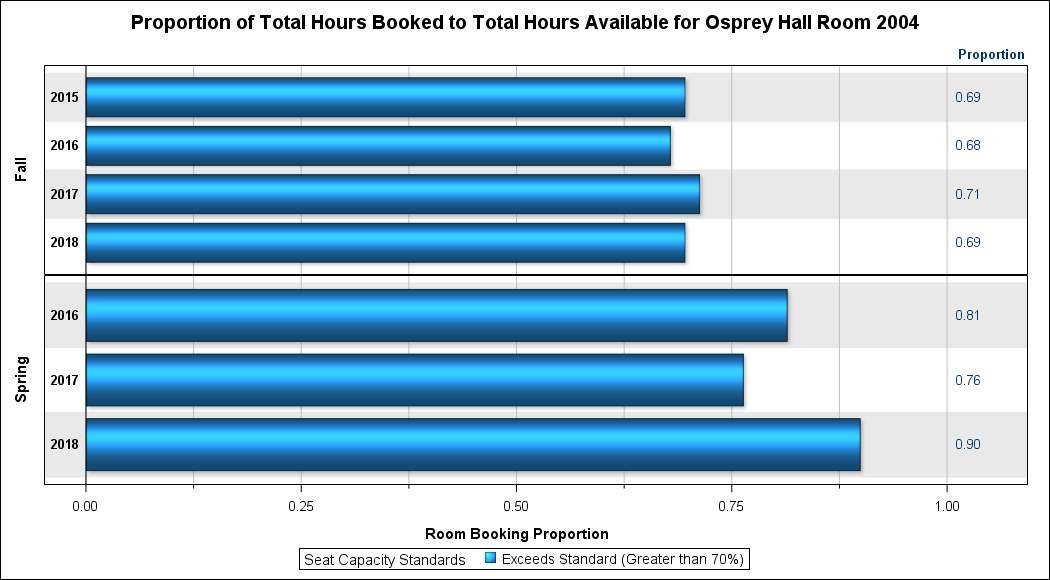 Proportion of Total Hours Booked to Total Hours Available for Osprey Hall Room 2004
Proportion
Fall
2015 0.69
2016 0.68
2017 0.71
2018 0.69
Spring
2016 0.81
2017 0.76
2018 0.90
0.00 0.25 0.50 0.75 1.00
Room Booking Proportion
Seat Capacity Standards Exceeds Standard (Greater than 70%)